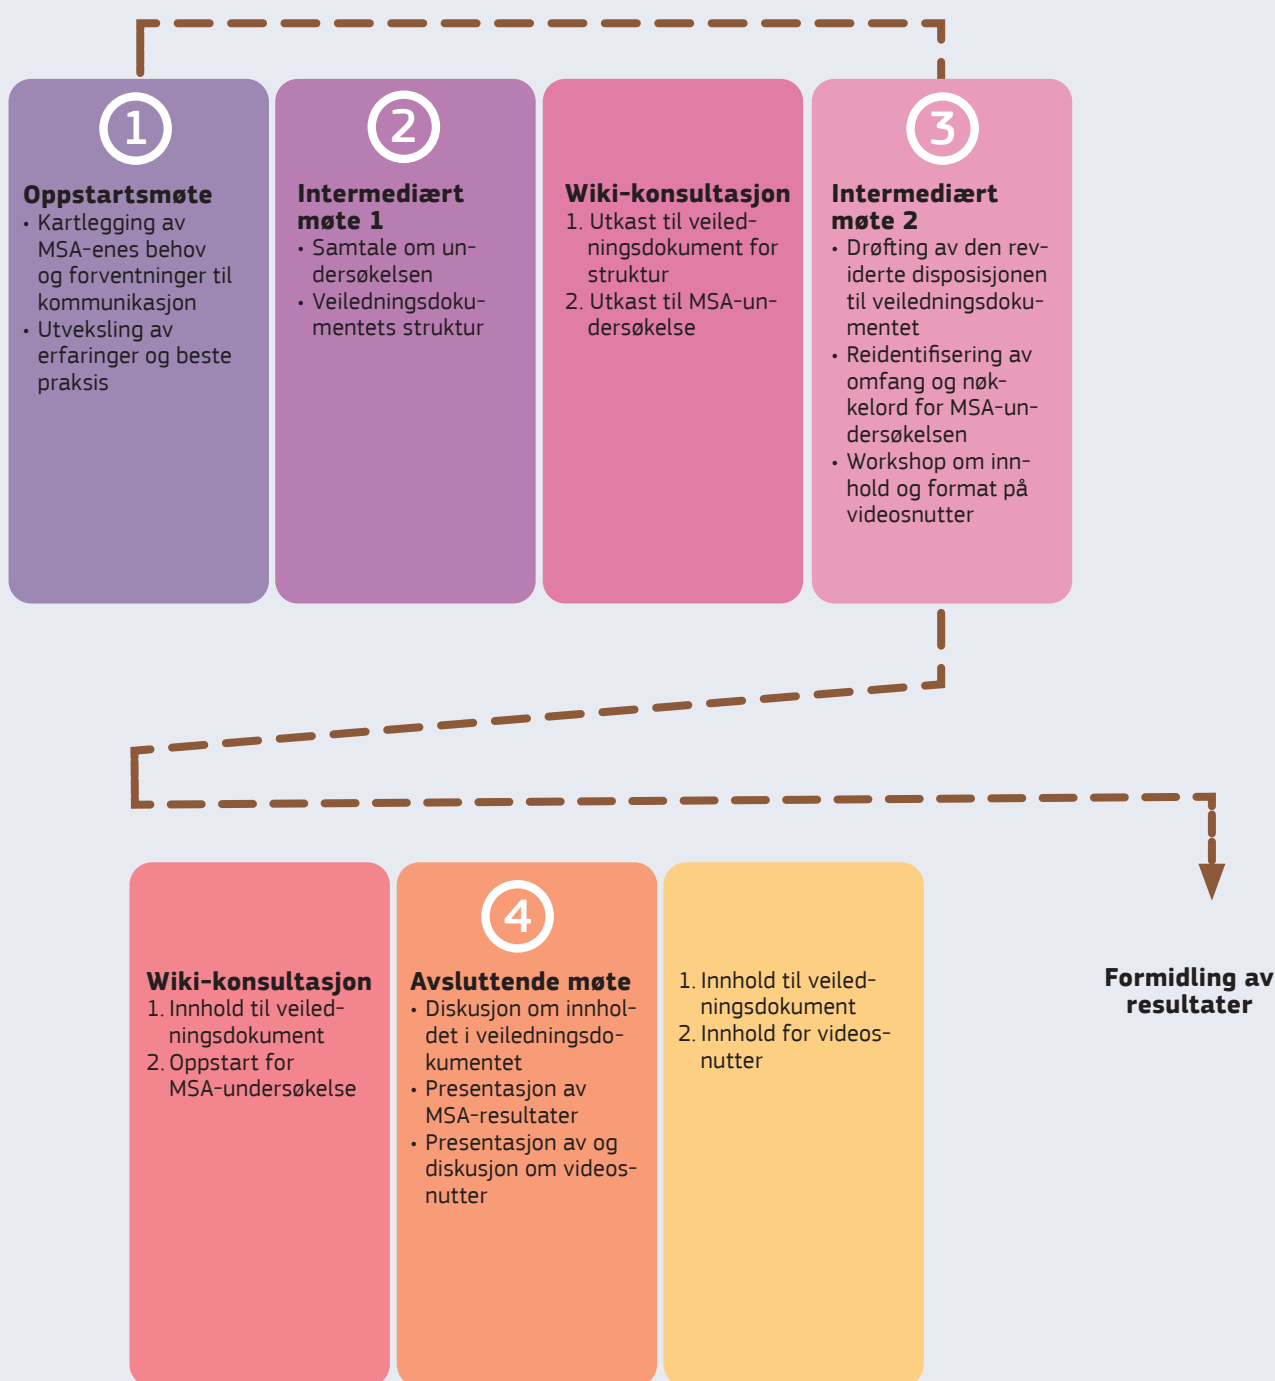 1
Oppstartsmøte
• Kartlegging av
MSA-enes behov
og forventninger til
kommunikasjon
• Utveksling av
erfaringer og beste
praksis
2
Intermediært
møte 1
• Samtale om un-
dersøkelsen
• Veiledningsdoku-
mentets struktur
Wiki-konsultasjon
1. Utkast til veiled-
ningsdokument for
struktur
2. Utkast til MSA-un-
dersøkelse
3
Intermediært
møte 2
• Drøfting av den rev-
iderte disposisjonen
til veiledningsdoku-
mentet
• Reidentifisering av
omfang og nøk-
kelord for MSA-un-
dersøkelsen
• Workshop om inn-
hold og format på
videosnutter
Wiki-konsultasjon
1. Innhold til veiled-
ningsdokument
2. Oppstart for
MSA-undersøkelse
4
Avsluttende møte
• Diskusjon om innhol-
det i veiledningsdo-
kumentet
• Presentasjon av
MSA-resultater
• Presentasjon av og
diskusjon om videos-
nutter
1. Innhold til veiled-
ningsdokument
2. Innhold for videos-
nutter
Formidling av
resultater